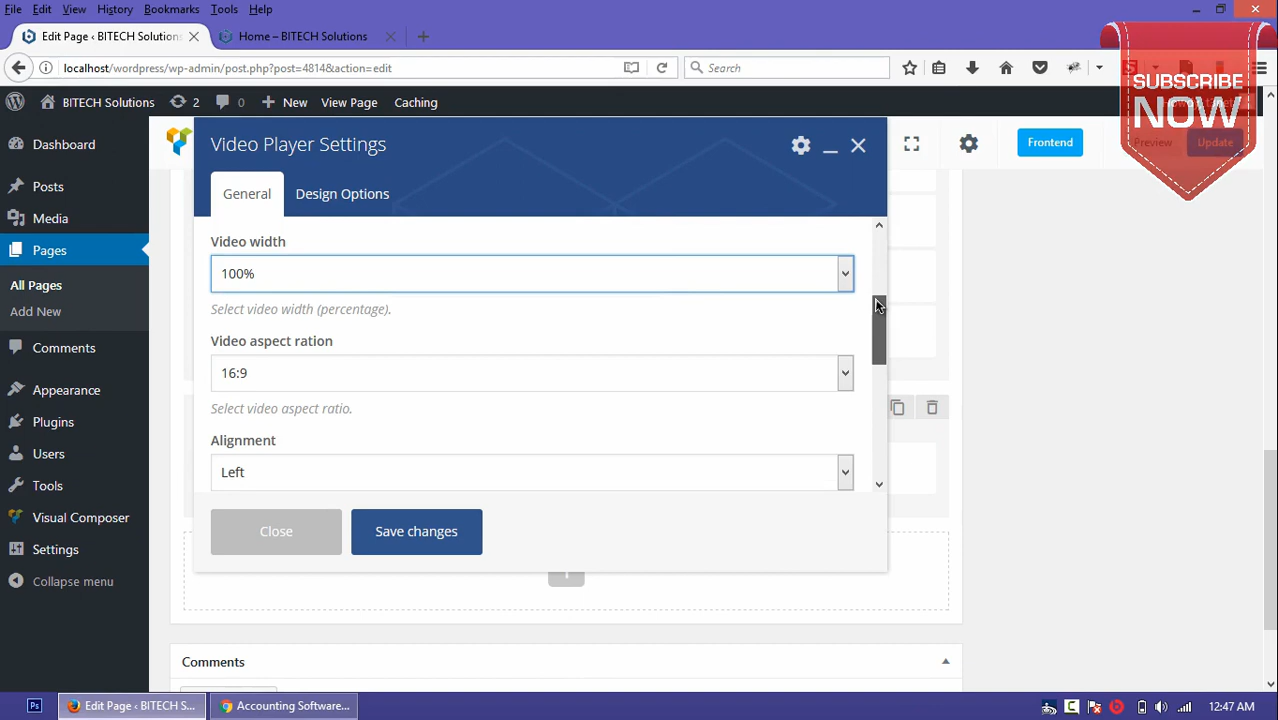 File Edit View History Bookmarks Tools Help
Edit Page ‹ BITECH Solutions
Home – BITECH Solutions
localhost/wordpress/wp-admin/post.php?post=4814&action=edit
Search
BITECH Solutions 2 0 New View Page Caching
SUBSCRIBE
NOW
Dashboard
Posts
Media
Pages
All Pages
Add New
Comments
Appearance
Plugins
Users
Tools
Visual Composer
Settings
Collapse menu
Video Player Settings
Frontend
Preview
Update
General
Design Options
Video width
100%
Select video width (percentage).
Video aspect ration
16:9
Select video aspect ratio.
Alignment
Left
Close
Save changes
Comments
Ps
Edit Page ‹ BITECH S...
Accounting Software...
12:47 AM